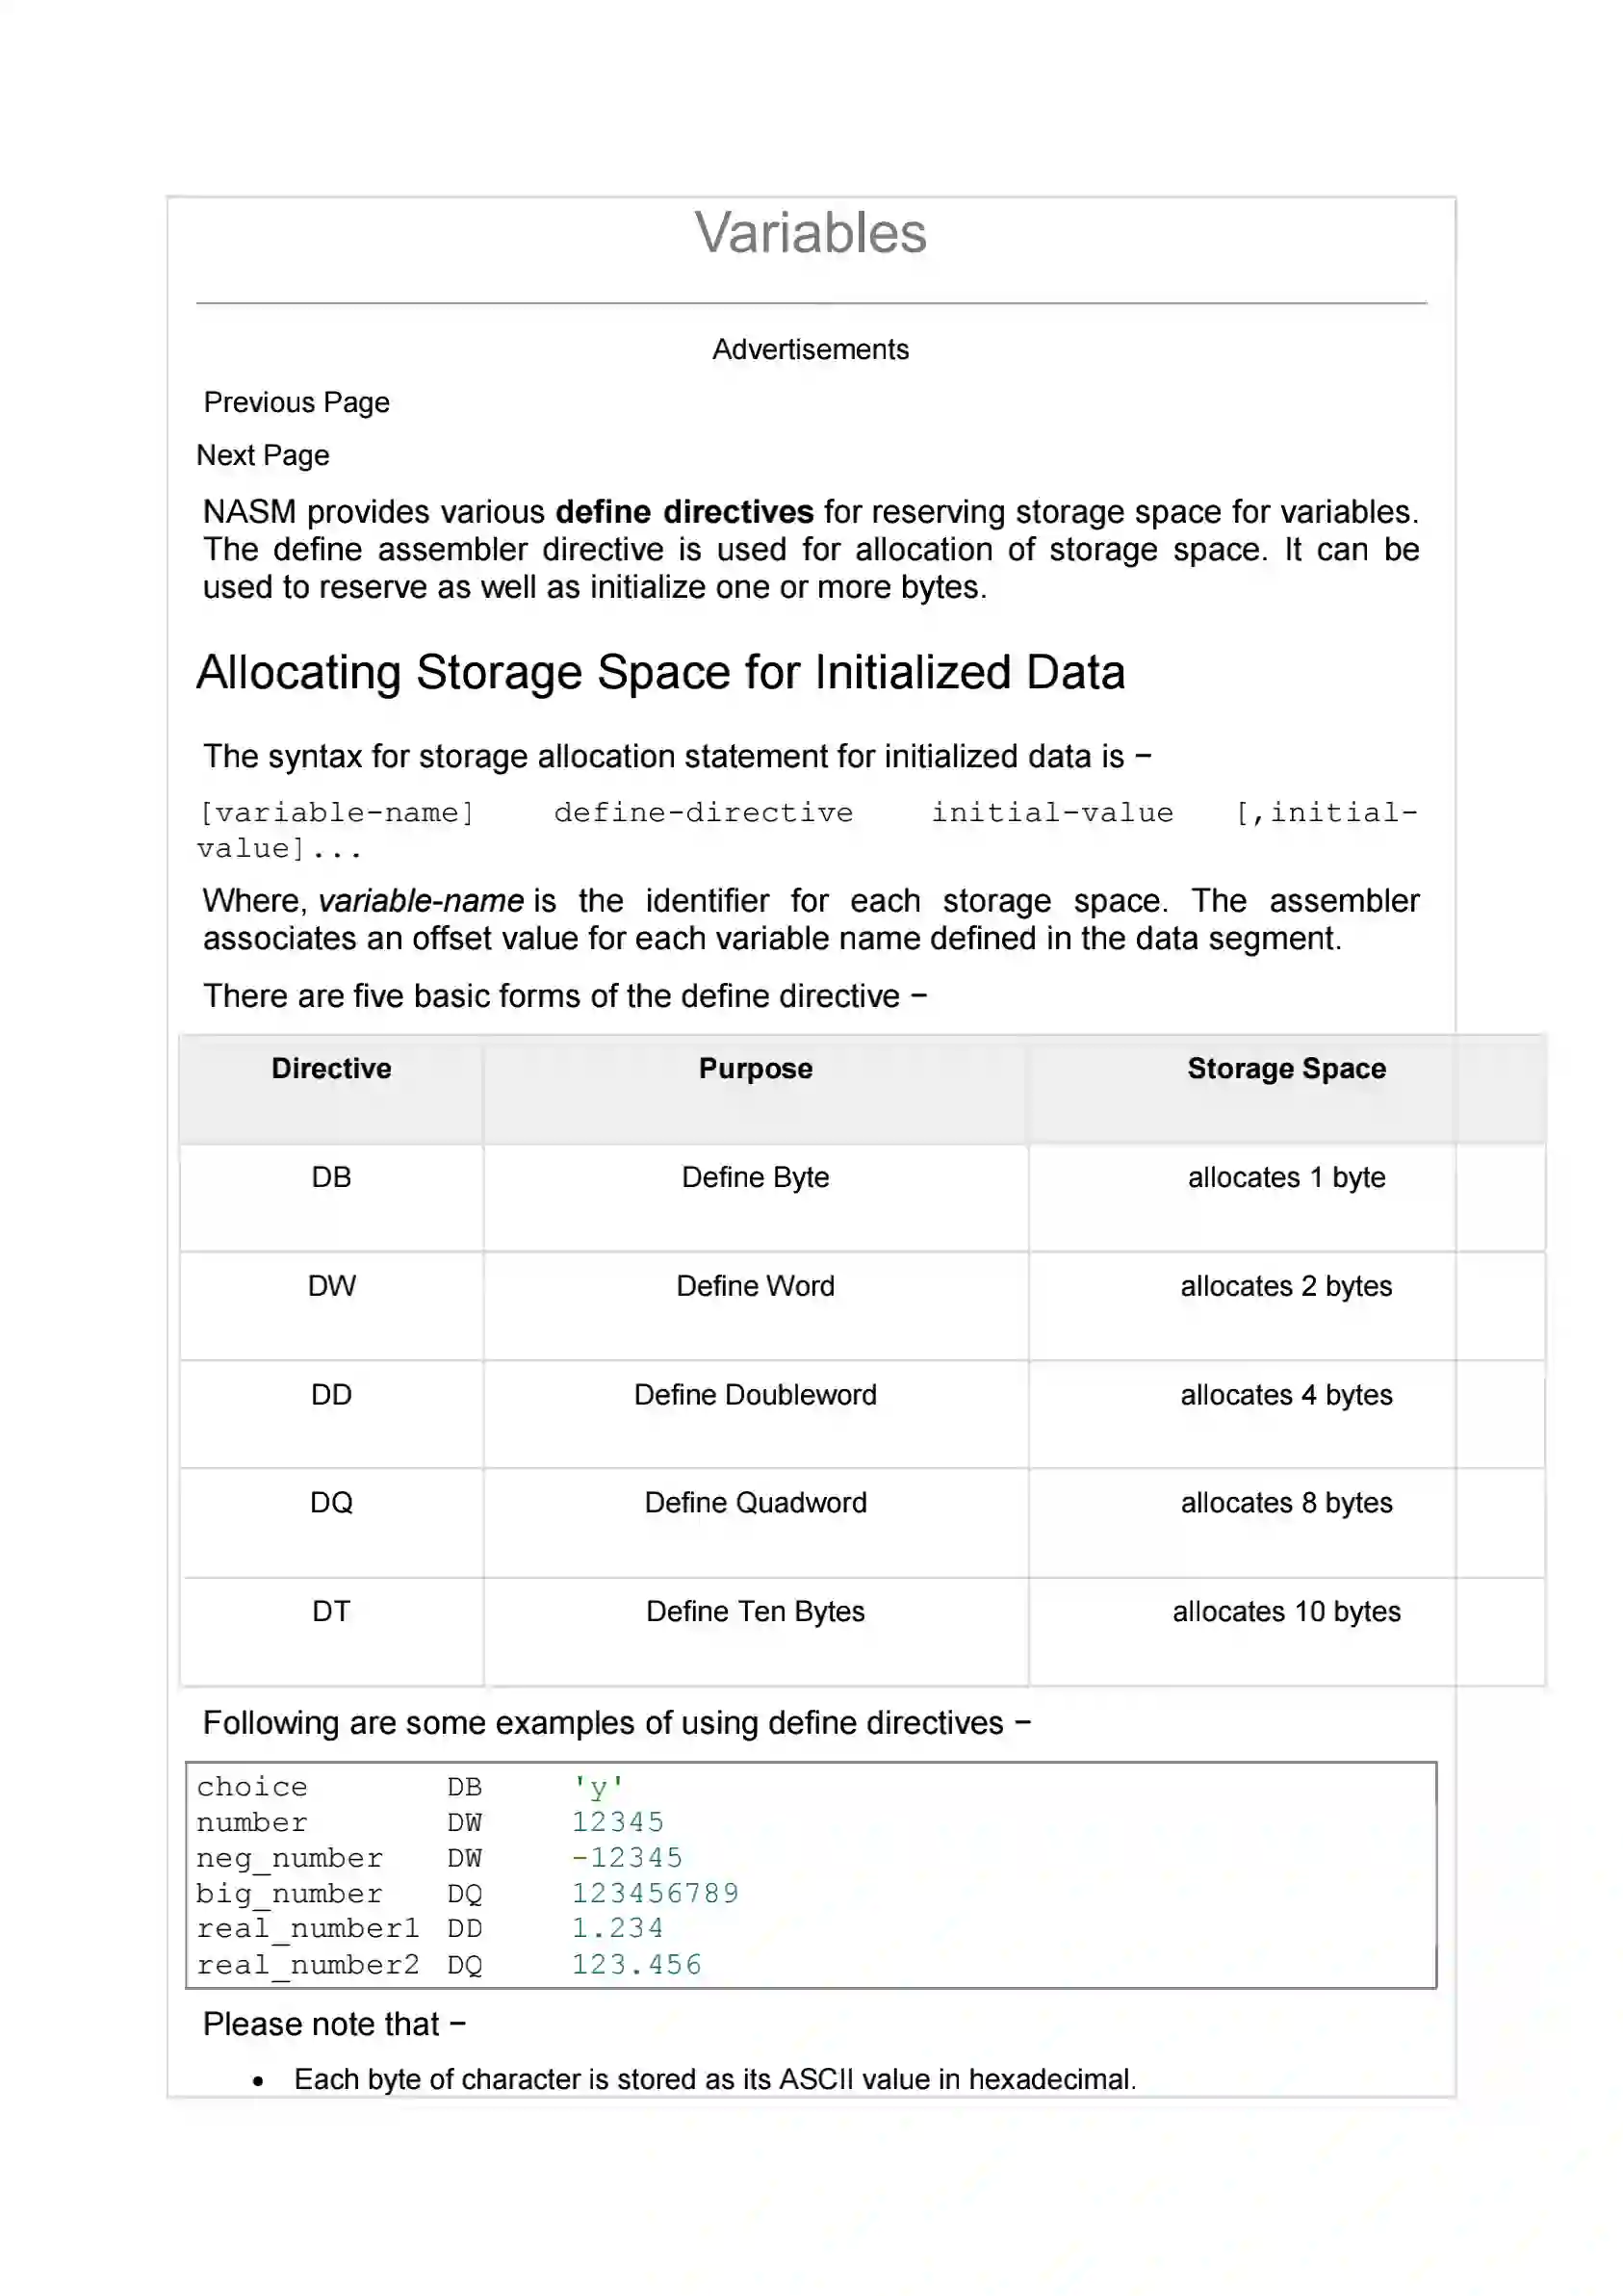 Variables
Advertisements
Previous Page
Next Page
NASM provides various define directives for reserving storage space for variables.
The define assembler directive is used for allocation of storage space. It can be
used to reserve as well as initialize one or more bytes.
Allocating Storage Space for Initialized Data
The syntax for storage allocation statement for initialized data is −
[variable-name] define-directive initial-value [,initial-
value]...
Where, variable-name is the identifier for each storage space. The assembler
associates an offset value for each variable name defined in the data segment.
There are five basic forms of the define directive −
Directive Purpose Storage Space
DB Define Byte allocates 1 byte
DW Define Word allocates 2 bytes
DD Define Doubleword allocates 4 bytes
DQ Define Quadword allocates 8 bytes
DT Define Ten Bytes allocates 10 bytes
Following are some examples of using define directives −
choice DB 'y'
number DW 12345
neg_number DW -12345
big_number DQ 123456789
real_number1 DD 1.234
real_number2 DQ 123.456
Please note that −
• Each byte of character is stored as its ASCII value in hexadecimal.